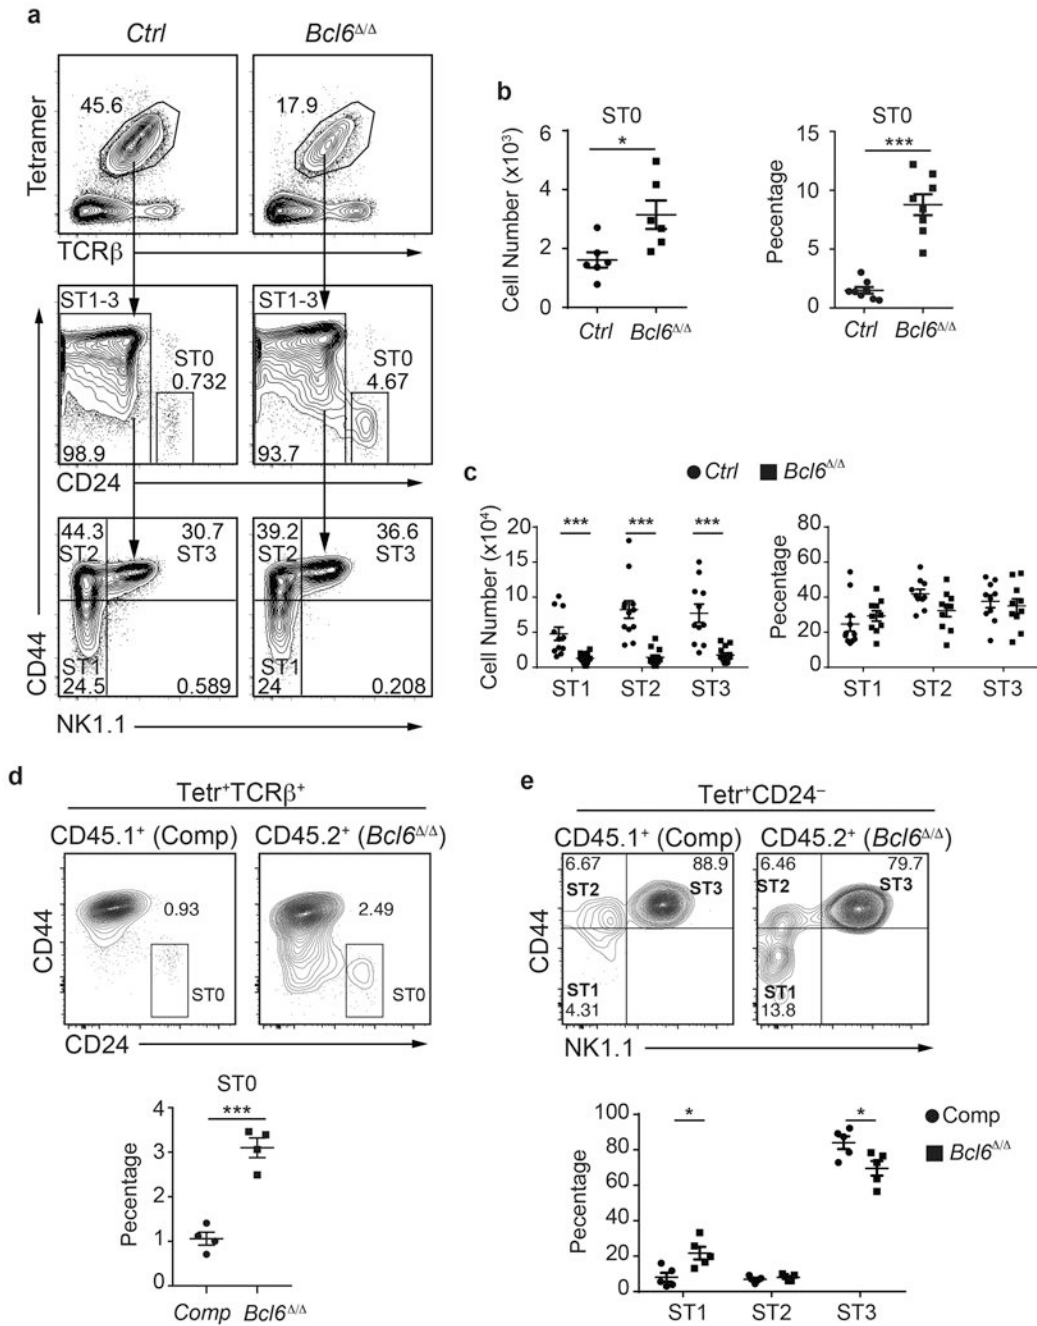 a
Ctrl
Bcl6Δ/Δ
Tetramer
45.6
17.9
TCRβ
ST1-3
ST0
0.732
98.9
ST1-3
ST0
4.67
93.7
CD24
CD44
44.3
ST2
30.7
ST3
ST1
24.5
0.589
39.2
ST2
36.6
ST3
ST1
24
0.208
NK1.1
b
ST0
*
Cell Number (x10³)
6
4
2
0
Ctrl
Bcl6Δ/Δ
ST0
***
Pecentage
15
10
5
0
Ctrl
Bcl6Δ/Δ
c
Ctrl
Bcl6Δ/Δ
Cell Number (x10⁴)
20
15
10
5
0
*** *** ***
ST1 ST2 ST3
Pecentage
80
60
40
20
0
ST1 ST2 ST3
d
Tetr⁺TCRβ⁺
CD45.1⁺ (Comp)
CD45.2⁺ (Bcl6Δ/Δ)
CD44
0.93
ST0
2.49
ST0
CD24
ST0
***
Pecentage
4
3
2
1
0
Comp
Bcl6Δ/Δ
e
Tetr⁺CD24⁻
CD45.1⁺ (Comp)
CD45.2⁺ (Bcl6Δ/Δ)
CD44
6.67
88.9
ST2
ST3
ST1
4.31
6.46
79.7
ST2
ST3
ST1
13.8
NK1.1
Comp
Bcl6Δ/Δ
Pecentage
100
80
60
40
20
0
* *
ST1 ST2 ST3